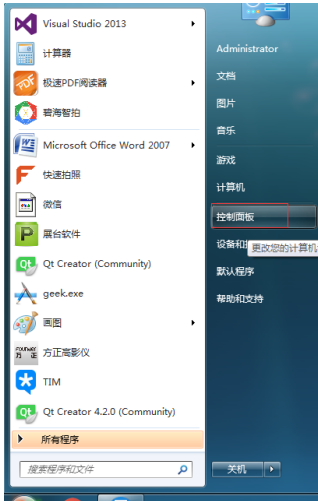 Visual Studio 2013
计算器
极速PDF阅读器
碧海智拍
Microsoft Office Word 2007
快速拍照
微信
展台软件
Qt Creator (Community)
geek.exe
画图
方正高影仪
TIM
Qt Creator 4.2.0 (Community)
所有程序
搜索程序和文件
Administrator
文档
图片
音乐
游戏
计算机
控制面板
设备和
更改您的计算机
默认程序
帮助和支持
关机